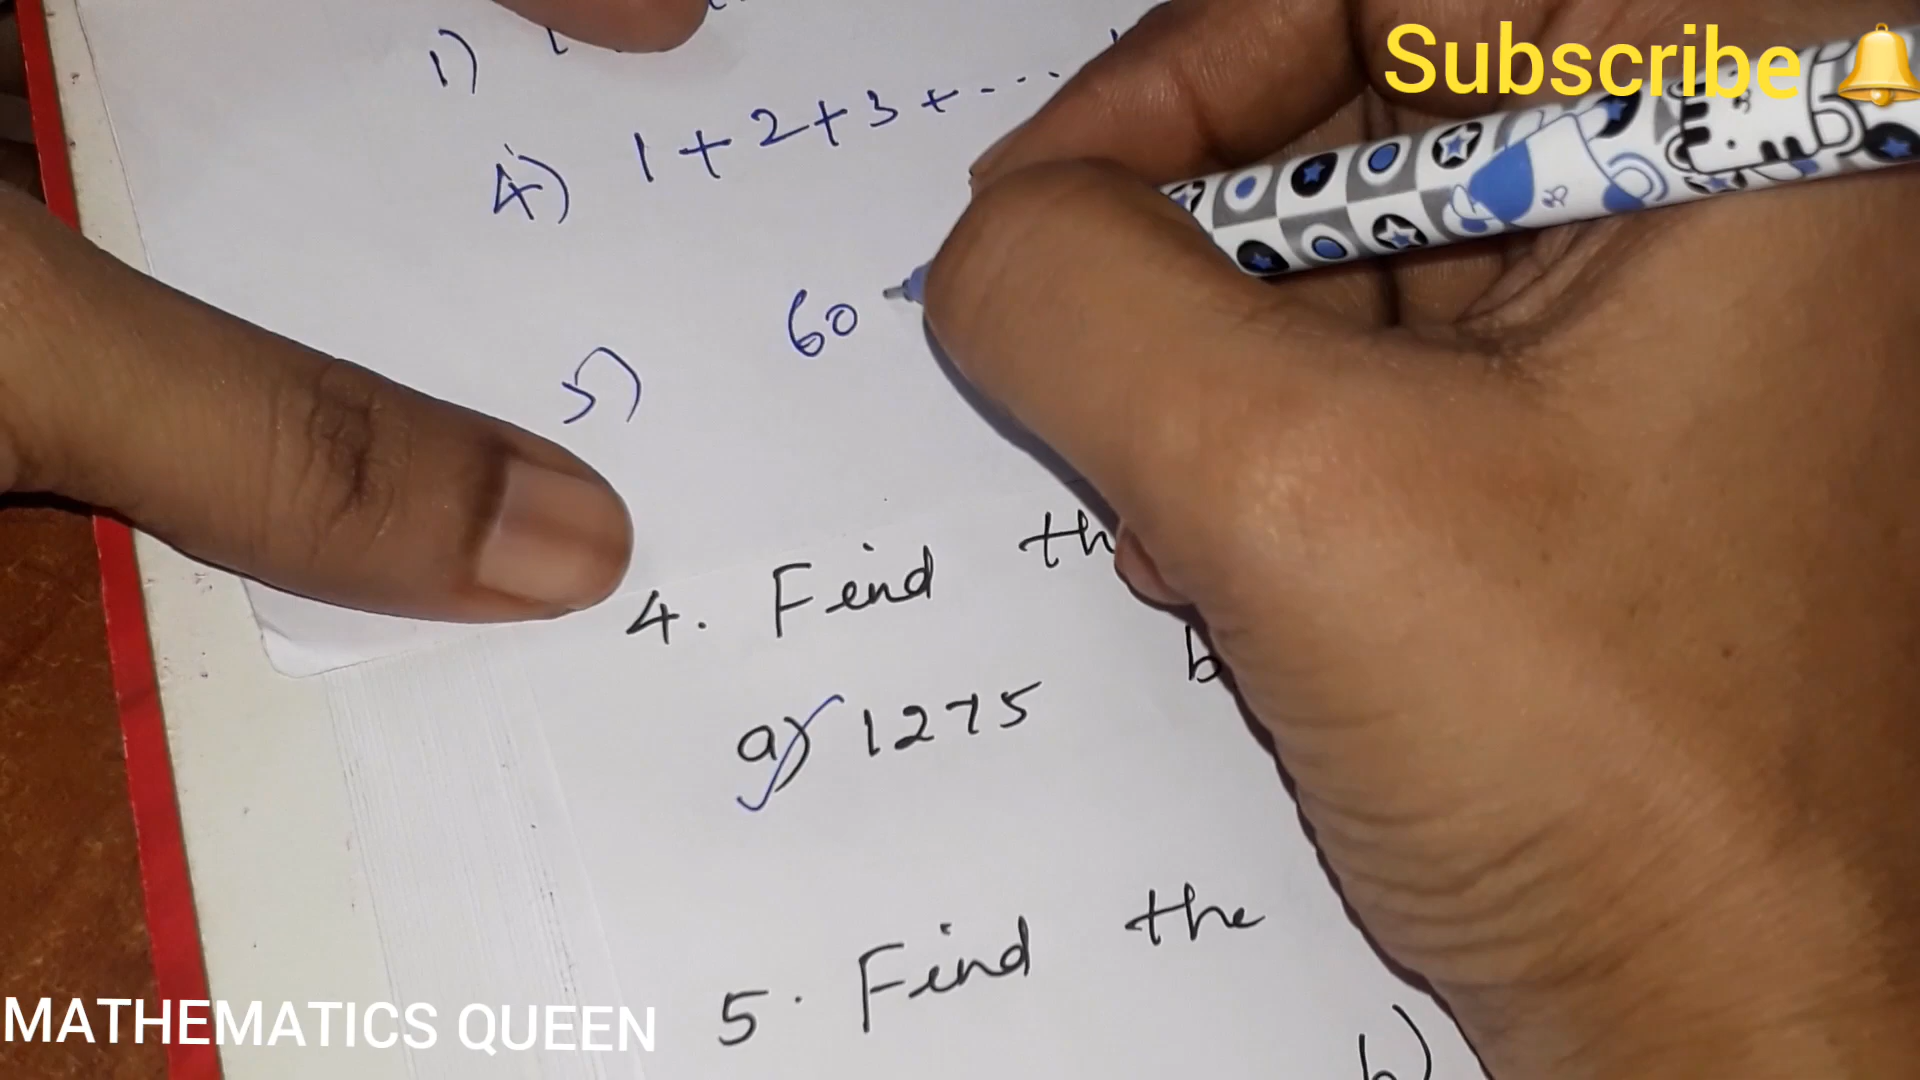 Subscribe 🔔
1)
4) 1 + 2 + 3 + - ...
5) 60
4. Find th
a) 1275 b
5. Find the
b)
MATHEMATICS QUEEN